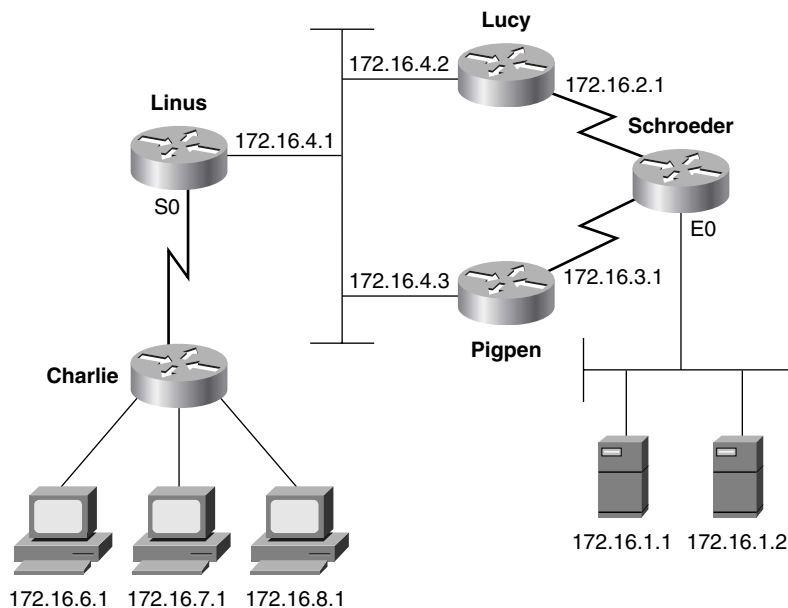 Lucy
172.16.4.2
172.16.2.1
Linus
172.16.4.1
Schroeder
S0
E0
172.16.4.3
172.16.3.1
Pigpen
Charlie
172.16.1.1
172.16.1.2
172.16.6.1
172.16.7.1
172.16.8.1